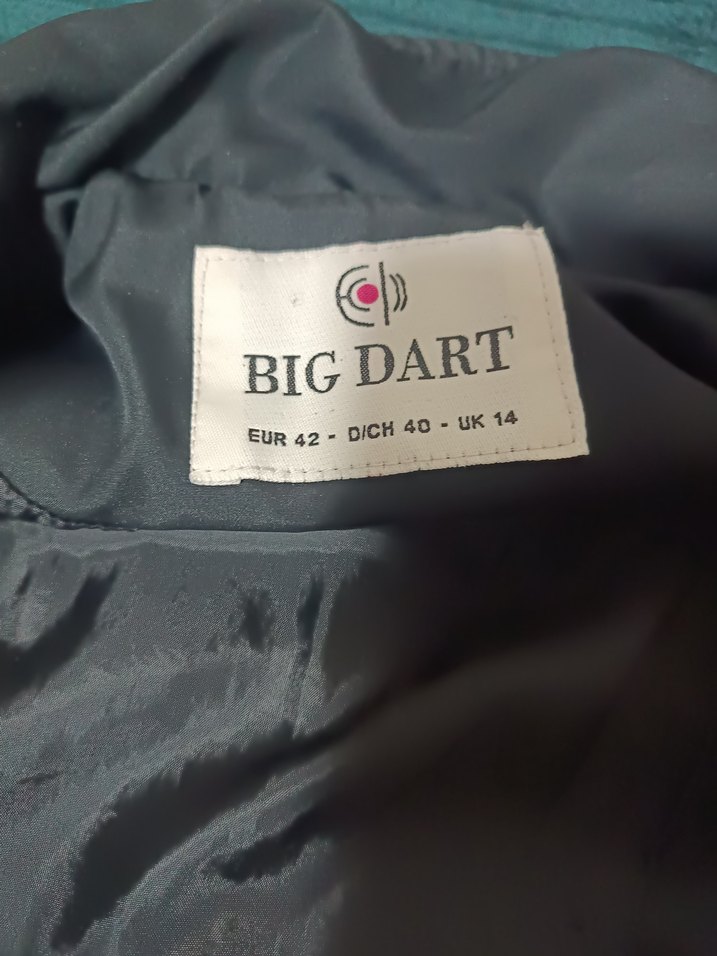 BIG DART
EUR 42 - D/CH 40 - UK 14